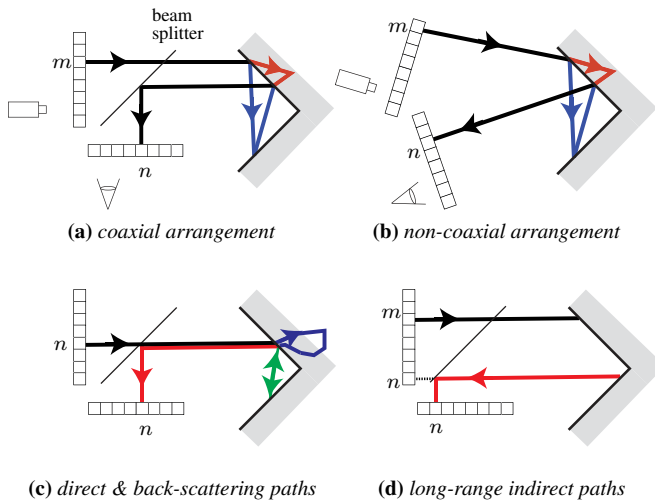 beam
splitter
m
n
(a) coaxial arrangement
m
n
(b) non-coaxial arrangement
n
n
(c) direct & back-scattering paths
m
n
n
(d) long-range indirect paths